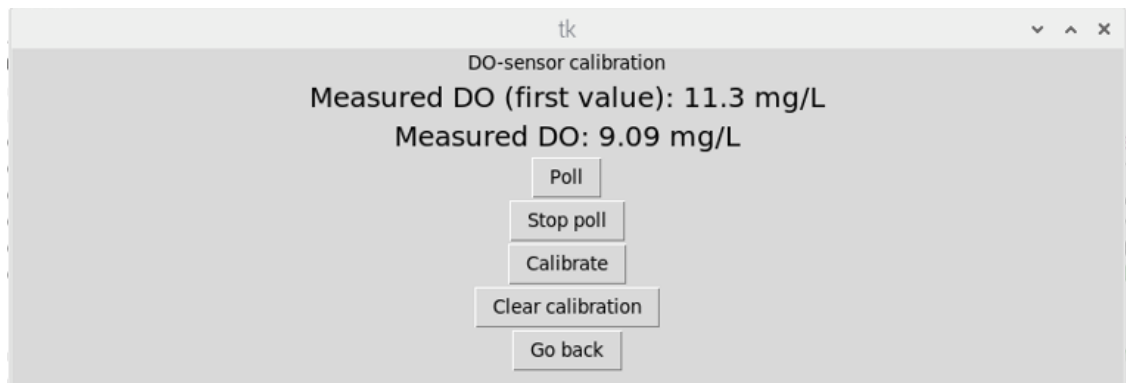 tk
DO-sensor calibration
Measured DO (first value): 11.3 mg/L
Measured DO: 9.09 mg/L
Poll
Stop poll
Calibrate
Clear calibration
Go back